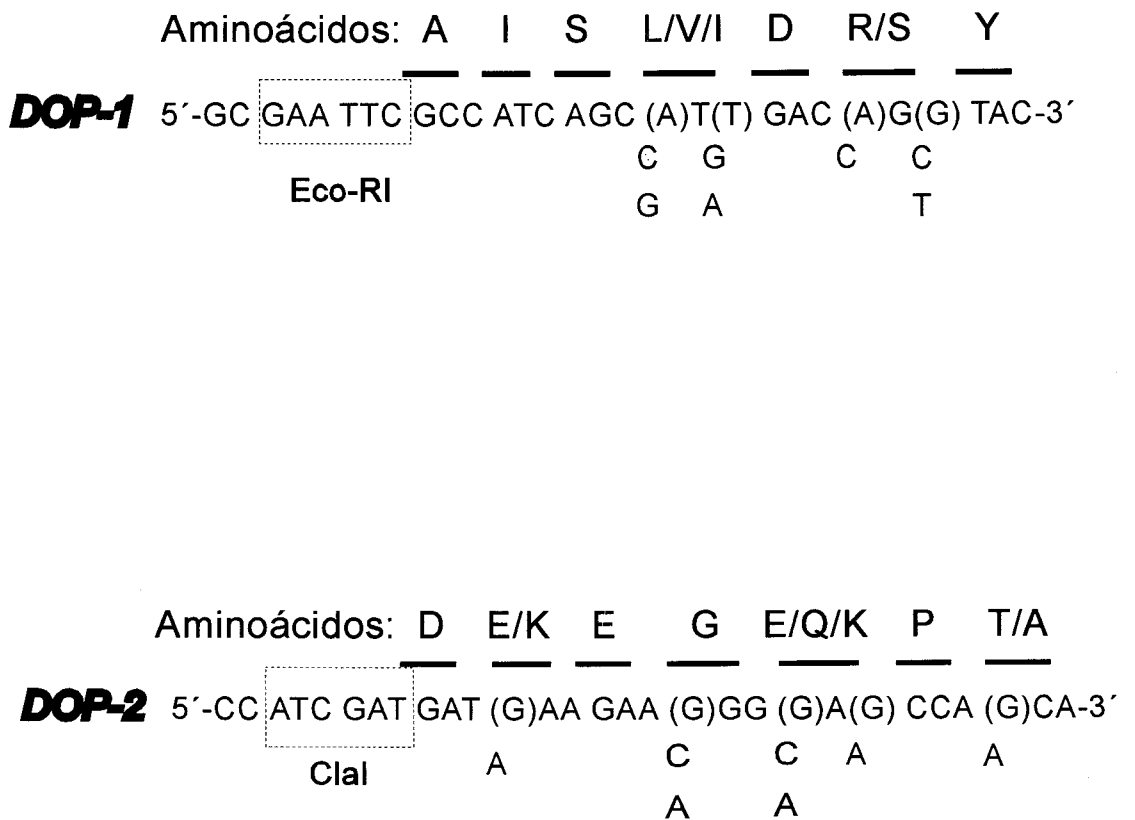 Aminoácidos: A I S L/V/I D R/S Y
DOP-1 5´-GC GAA TTC GCC ATC AGC (A)T(T) GAC (A)G(G) TAC-3´
C G C C
Eco-RI
G A T
Aminoácidos: D E/K E G E/Q/K P T/A
DOP-2 5´-CC ATC GAT GAT (G)AA GAA (G)GG (G)A(G) CCA (G)CA-3´
A C C A A
ClaI
A A